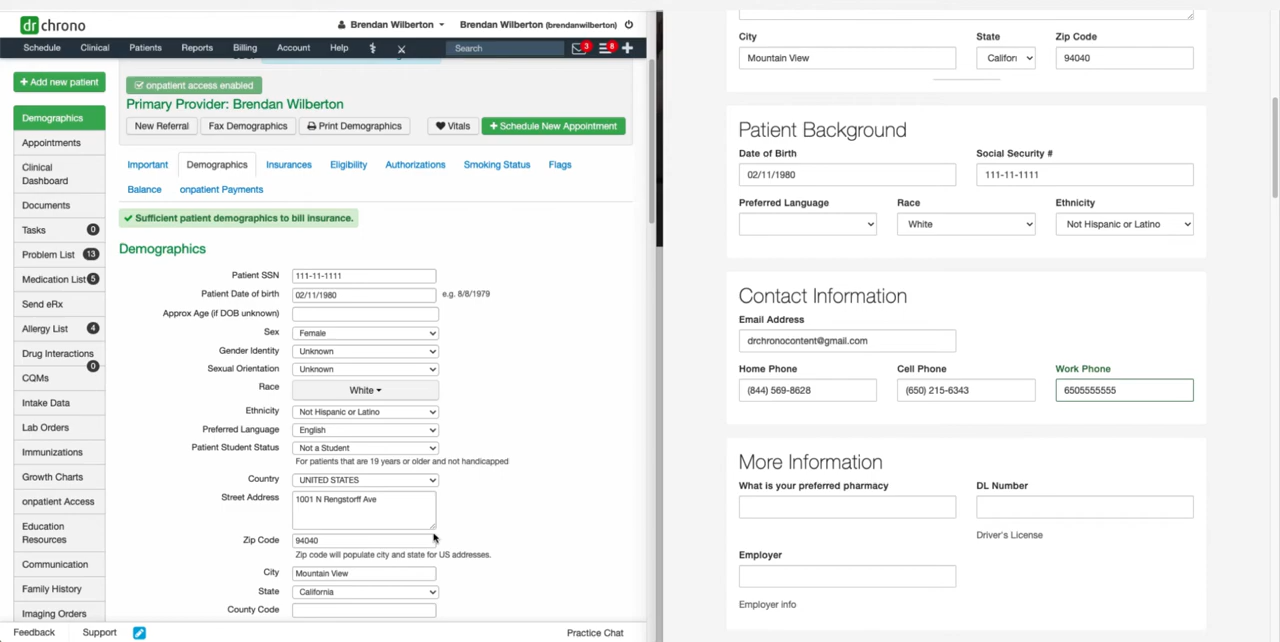 drchrono
Brendan Wilberton
Brendan Wilberton (brendanwilberton)
Schedule
Clinical
Patients
Reports
Billing
Account
Help
Search
3
8
+ Add new patient
Demographics
Appointments
Clinical
Dashboard
Documents
Tasks 0
Problem List 13
Medication List 5
Send eRx
Allergy List 4
Drug Interactions
0
CQMs
Intake Data
Lab Orders
Immunizations
Growth Charts
onpatient Access
Education
Resources
Communication
Family History
Imaging Orders
onpatient access enabled
Primary Provider: Brendan Wilberton
New Referral
Fax Demographics
Print Demographics
Vitals
+ Schedule New Appointment
Important
Demographics
Insurances
Eligibility
Authorizations
Smoking Status
Flags
Balance
onpatient Payments
Sufficient patient demographics to bill insurance.
Demographics
Patient SSN 111-11-1111
Patient Date of birth 02/11/1980 e.g. 8/8/1979
Approx Age (if DOB unknown)
Sex Female
Gender Identity Unknown
Sexual Orientation Unknown
Race White
Ethnicity Not Hispanic or Latino
Preferred Language English
Patient Student Status Not a Student
For patients that are 19 years or older and not handicapped
Country UNITED STATES
Street Address 1001 N Rengstorff Ave
Zip Code 94040
Zip code will populate city and state for US addresses.
City Mountain View
State California
County Code
Feedback
Support
Practice Chat
City State Zip Code
Mountain View Californ 94040
Patient Background
Date of Birth Social Security #
02/11/1980 111-11-1111
Preferred Language Race Ethnicity
White Not Hispanic or Latino
Contact Information
Email Address
drchronocontent@gmail.com
Home Phone Cell Phone Work Phone
(844) 569-8628 (650) 215-6343 6505555555
More Information
What is your preferred pharmacy DL Number
Driver's License
Employer
Employer info